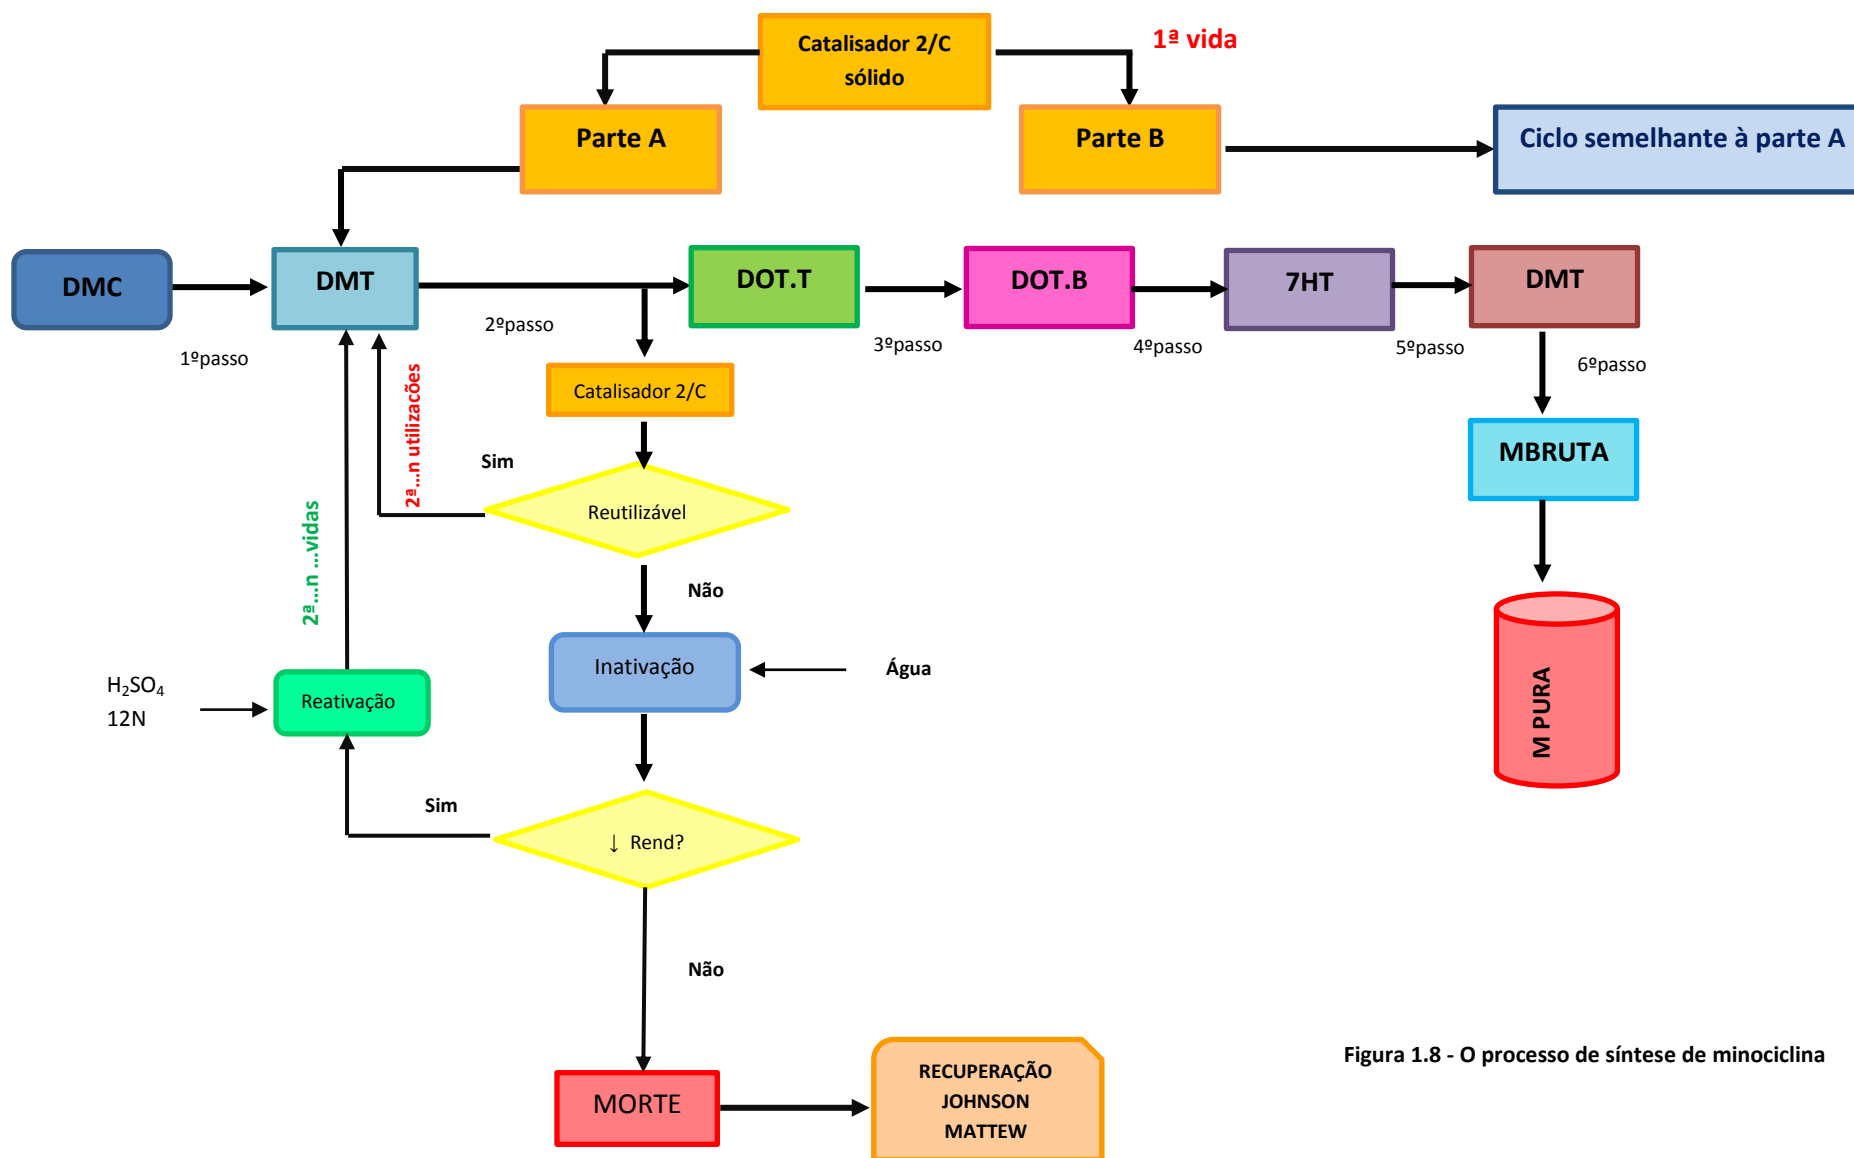 Catalisador 2/C
sólido
1ª vida
Parte A
Parte B
Ciclo semelhante à parte A
DMC
DMT
DOT.T
DOT.B
7HT
DMT
1ºpasso
2ºpasso
3ºpasso
4ºpasso
5ºpasso
6ºpasso
Catalisador 2/C
MBRUTA
2ª...n utilizacões
Sim
Reutilizável
2ª...n ...vidas
Não
Inativação
Água
H₂SO₄
12N
Reativação
M PURA
Sim
↓ Rend?
Não
MORTE
RECUPERAÇÃO
JOHNSON
MATTEW
Figura 1.8 - O processo de síntese de minociclina